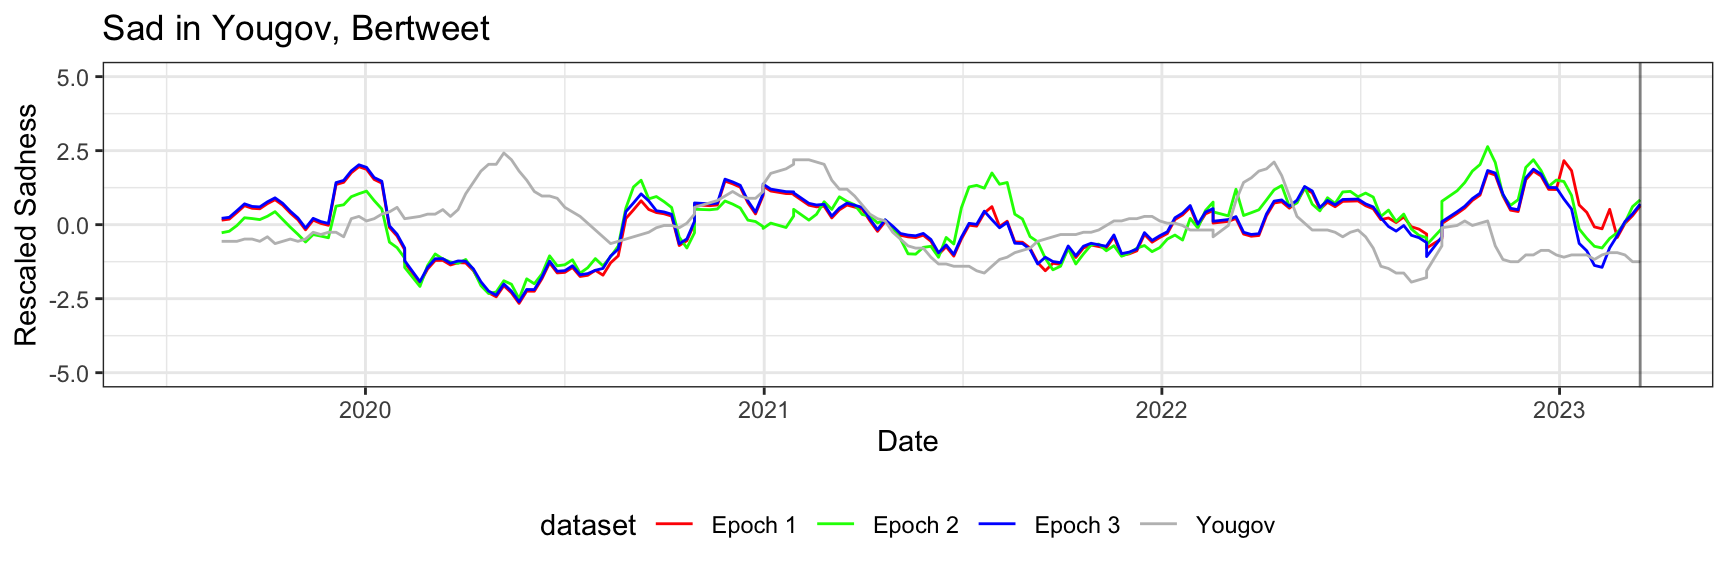 Sad in Yougov, Bertweet
Rescaled Sadness
5.0
2.5
0.0
-2.5
-5.0
2020 2021 2022 2023
Date
dataset Epoch 1 Epoch 2 Epoch 3 Yougov